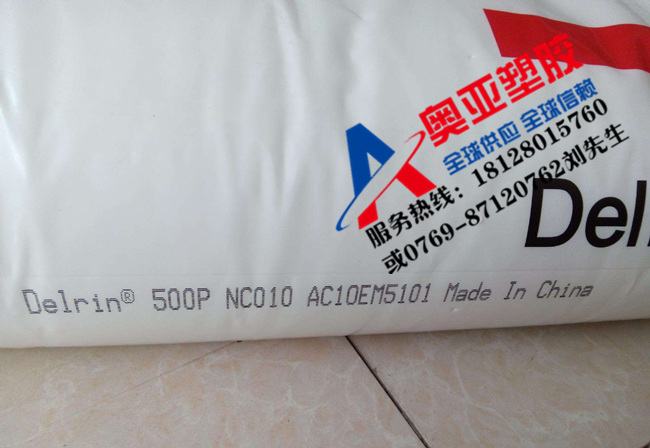 奥亚塑胶
全球供应 全球信赖
服务热线：18128015760
或0769-87120762刘先生
Del
Delrin® 500P NC010 AC10EM5101 Made In China